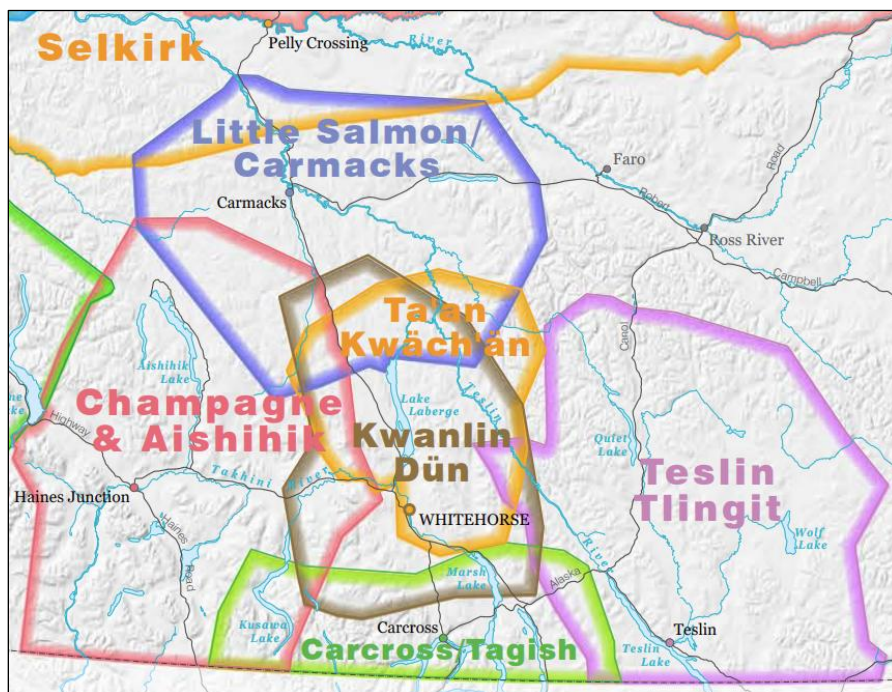 Selkirk
Pelly Crossing
River
Little Salmon/
Carmacks
Carmacks
Faro
Robert
Road
Ross River
Campbell
Canol
Ta'an
Kwäch'än
Aishihik
Lake
Lake
Laberge
Teslin
Champagne
& Aishihik
Kwanlin
Dün
Highway
Takhini
River
Haines Junction
Haines
Road
WHITEHORSE
Quiet
Lake
Teslin
Tlingit
Wolf
Lake
River
Marsh
Lake
Alaska
Kusawa
Lake
Carcross
Carcross/Tagish
Teslin
Teslin
Lake